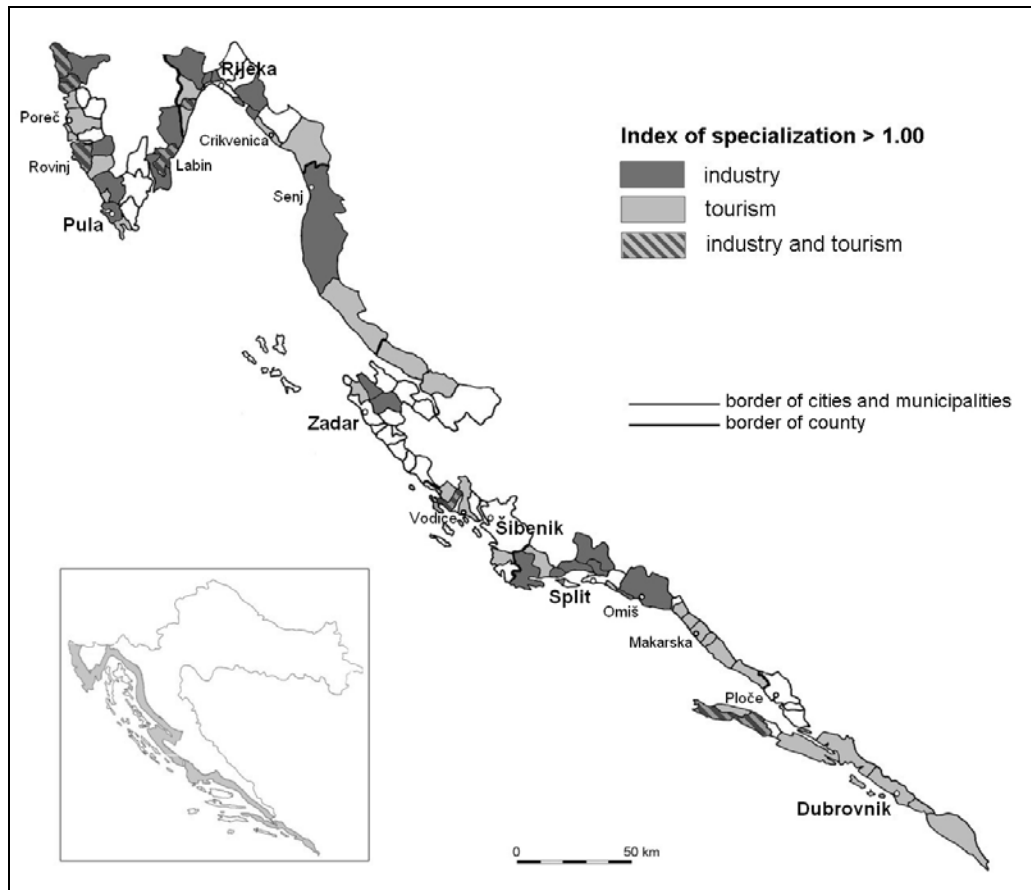 Rijeka
Poreč
Crikvenica
Rovinj
Labin
Senj
Pula
Index of specialization > 1.00
industry
tourism
industry and tourism
border of cities and municipalities
border of county
Zadar
Vodice
Šibenik
Split
Omiš
Makarska
Ploče
Dubrovnik
0 50 km